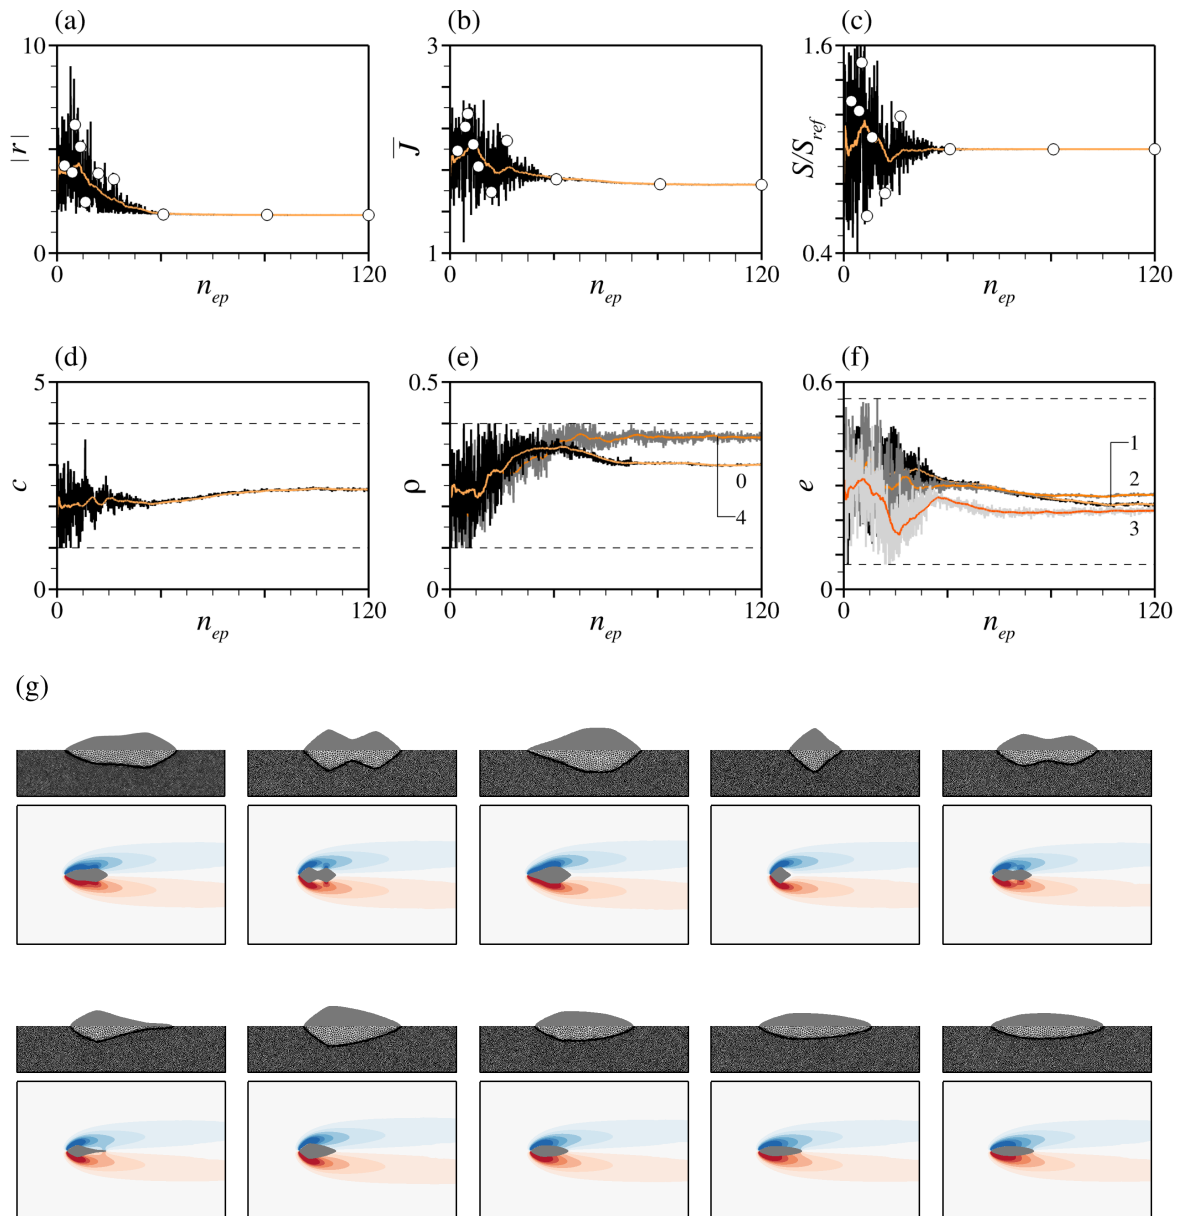 (a) (b) (c)
10 3 1.6
|r| J S/S_ref
1 1 0.4
0 120 0 120 0 120
n_ep n_ep n_ep
(d) (e) (f)
5 0.5 0.6
1
c ρ 0 e 2
4 3
0 0 0
0 120 0 120 0 120
n_ep n_ep n_ep
(g)